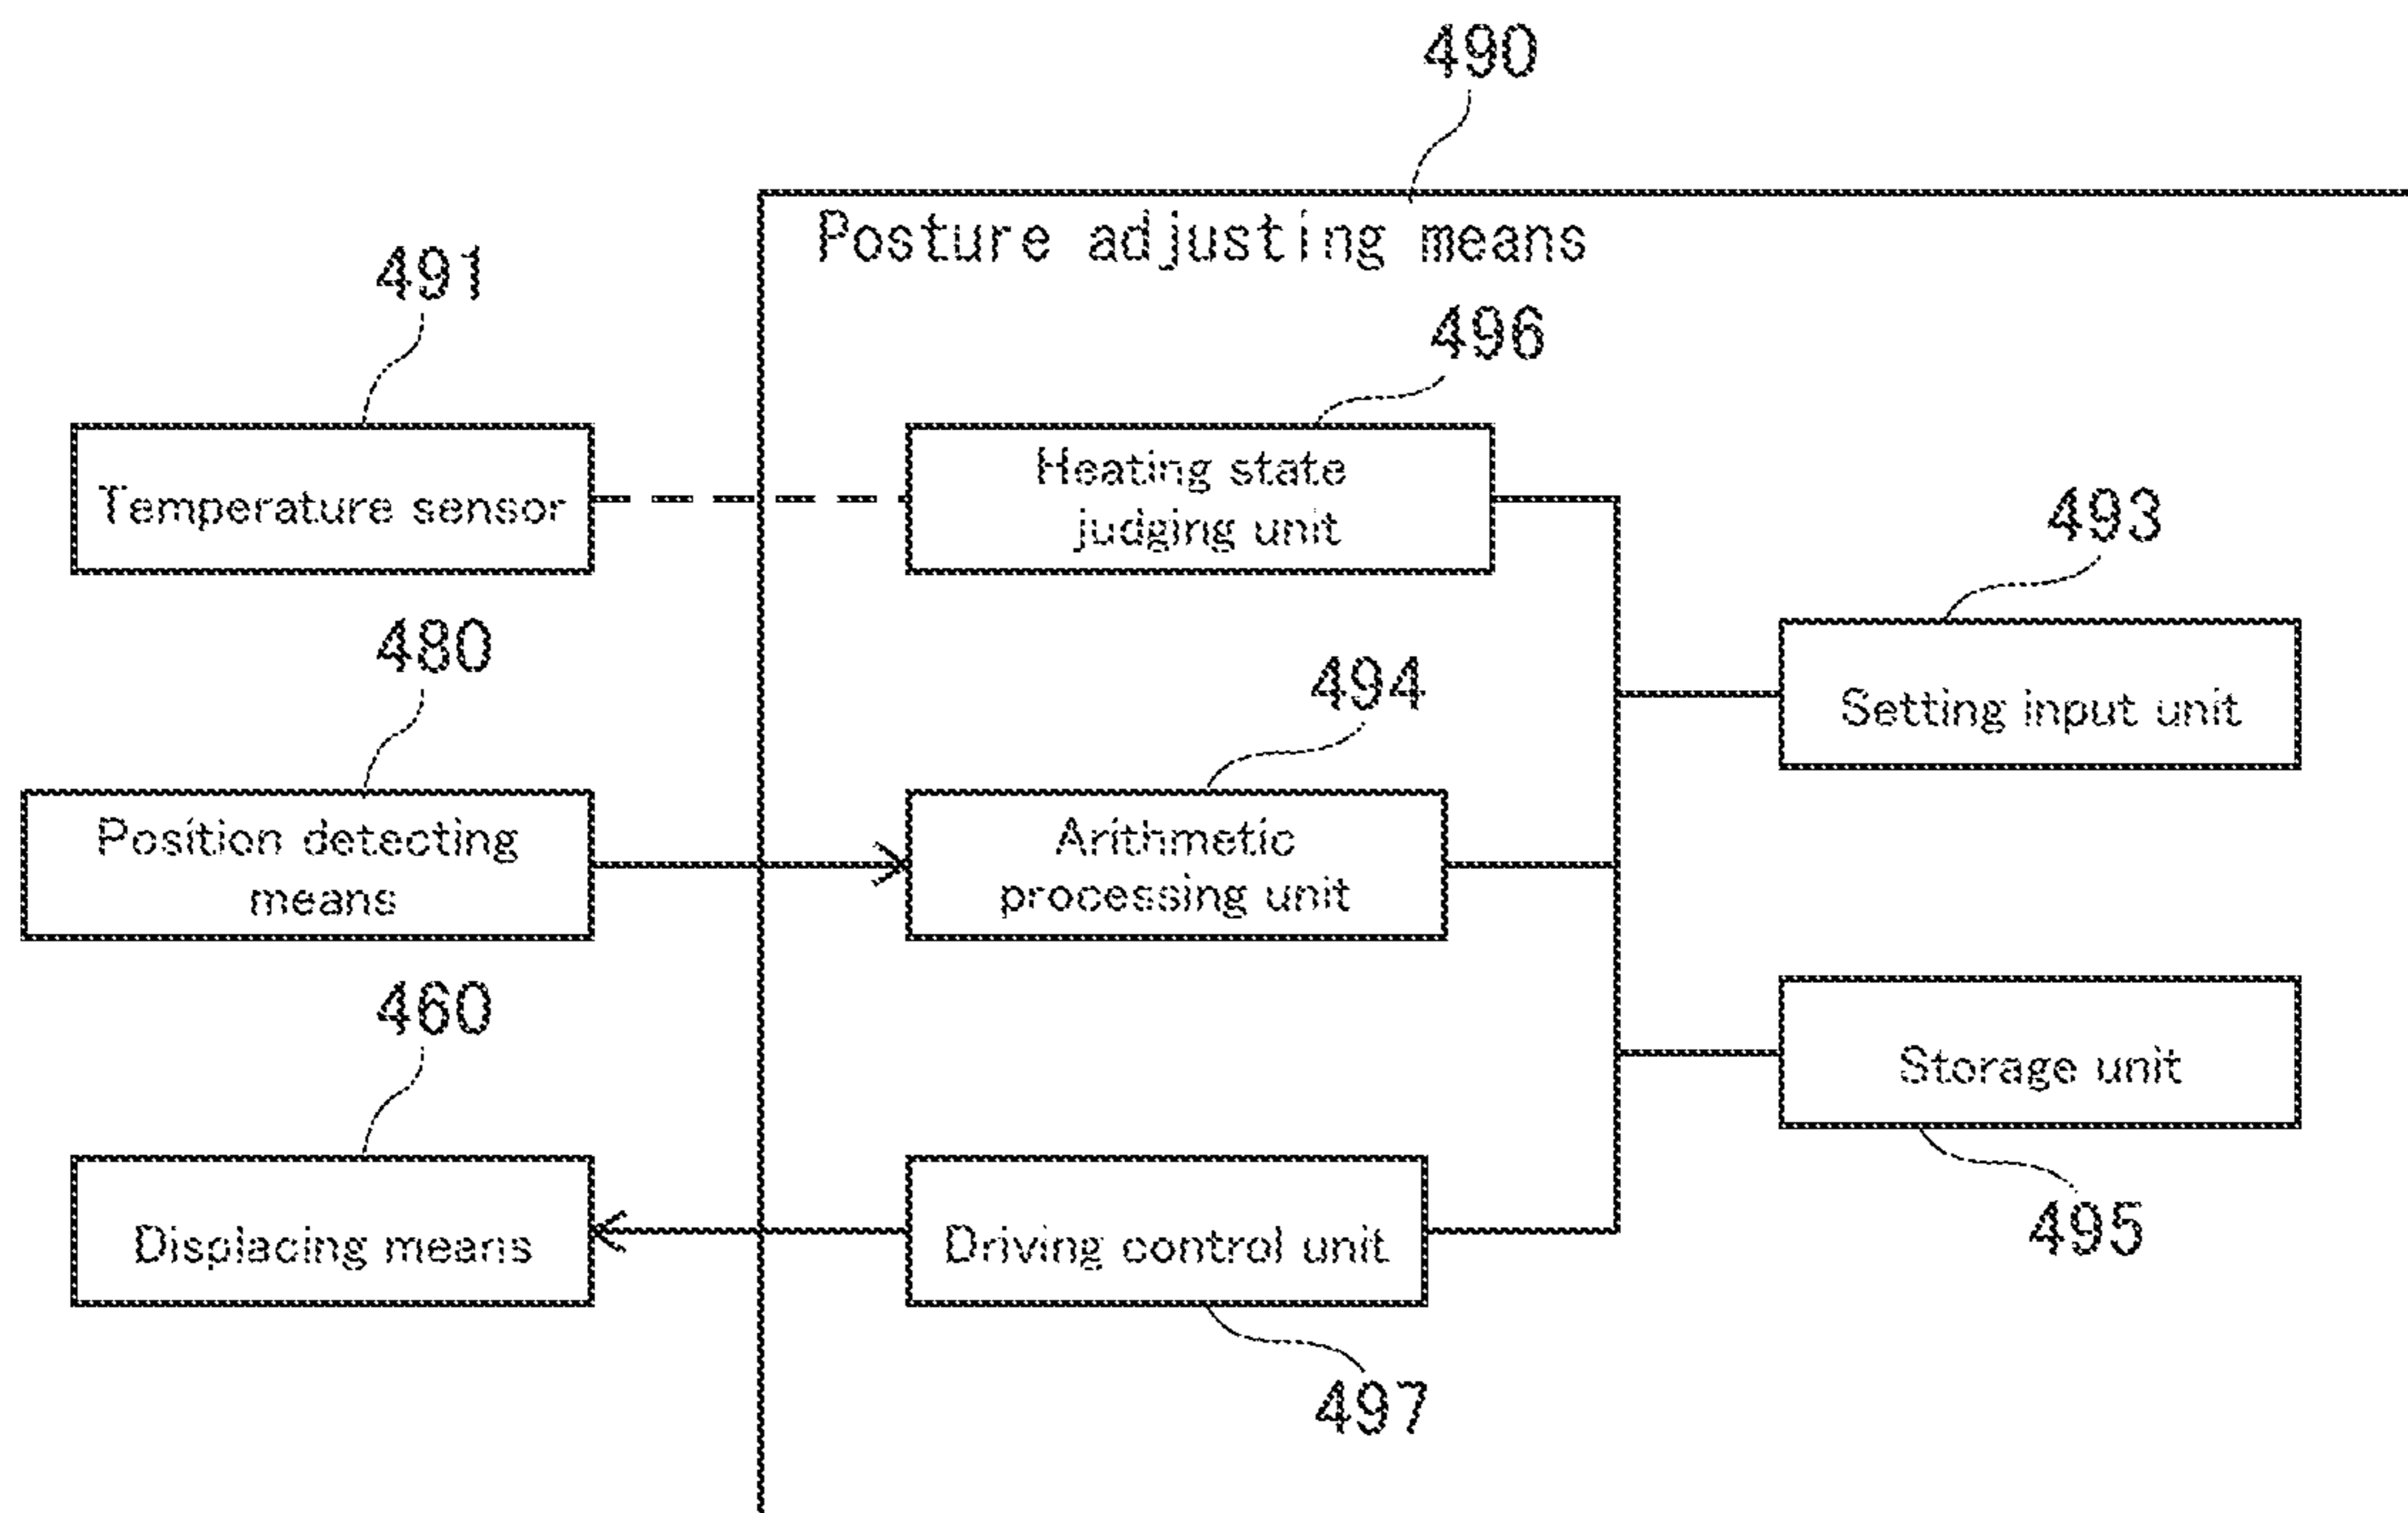 490
Posture adjusting means
491
496
Temperature sensor
Heating state
judging unit
493
480
494
Setting input unit
Position detecting
means
Arithmetic
processing unit
460
Storage unit
Displacing means
Driving control unit
495
497